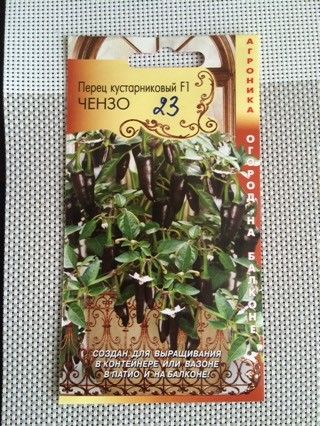 АГРОНИКА
Перец кустарниковый F1
ЧЕНЗО
23
ОГОРОД НА БАЛКОНЕ
СОЗДАН ДЛЯ ВЫРАЩИВАНИЯ
В КОНТЕЙНЕРЕ ИЛИ ВАЗОНЕ
В ПАТИО И НА БАЛКОНЕ!